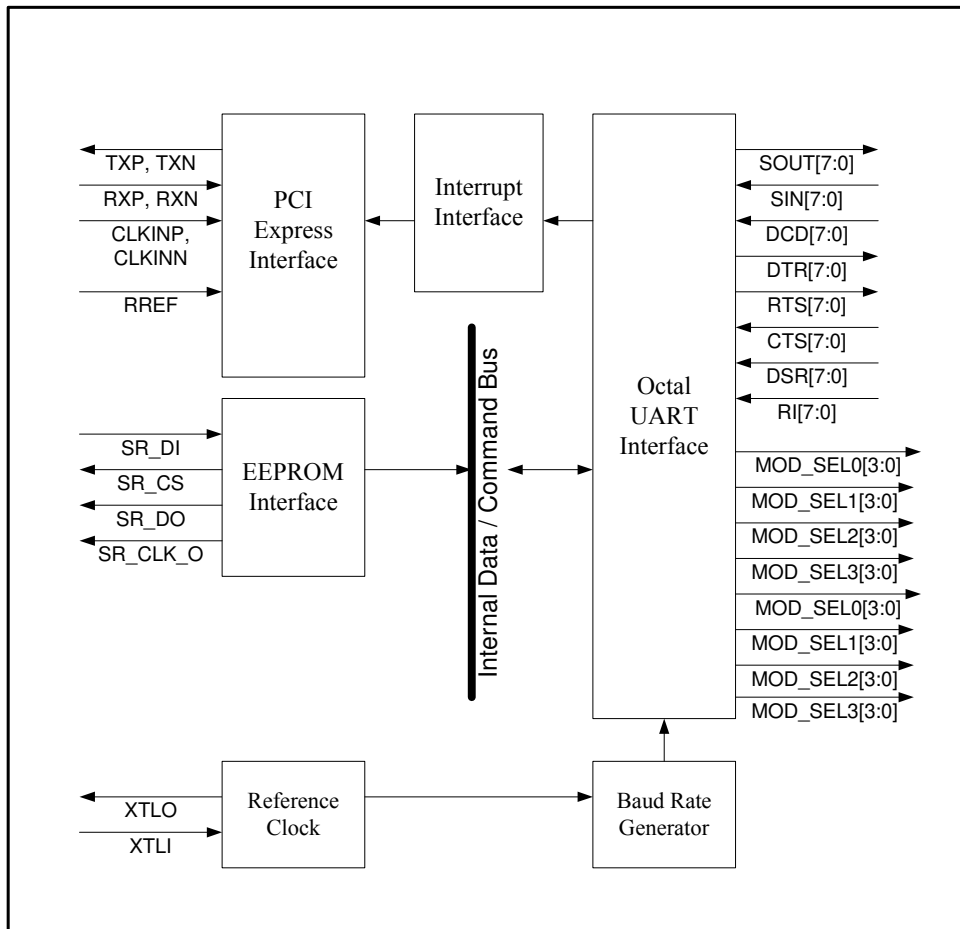 TXP, TXN
RXP, RXN
CLKINP,
CLKINN
RREF
PCI
Express
Interface
Interrupt
Interface
Octal
UART
Interface
SOUT[7:0]
SIN[7:0]
DCD[7:0]
DTR[7:0]
RTS[7:0]
CTS[7:0]
DSR[7:0]
RI[7:0]
MOD_SEL0[3:0]
MOD_SEL1[3:0]
MOD_SEL2[3:0]
MOD_SEL3[3:0]
MOD_SEL0[3:0]
MOD_SEL1[3:0]
MOD_SEL2[3:0]
MOD_SEL3[3:0]
SR_DI
SR_CS
SR_DO
SR_CLK_O
EEPROM
Interface
Internal Data / Command Bus
XTLO
XTLI
Reference
Clock
Baud Rate
Generator